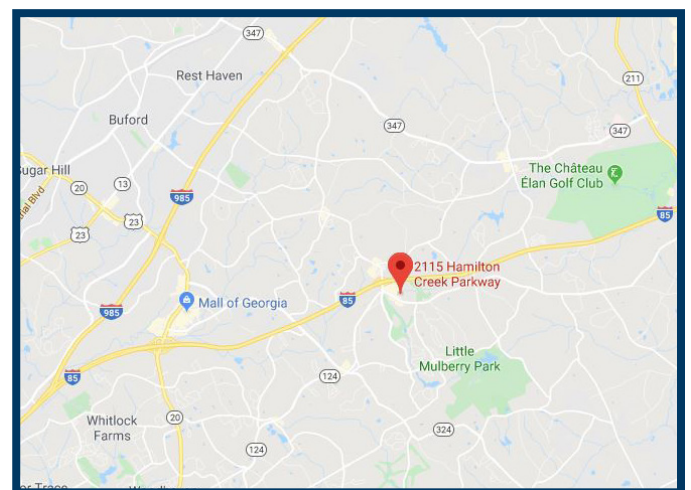 347
Rest Haven
211
Buford
347
347
Sugar Hill
The Château
Élan Golf Club
20
13
985
23
85
23
2115 Hamilton
Creek Parkway
Mall of Georgia
85
985
Little
Mulberry Park
124
85
Whitlock
Farms
20
324
124